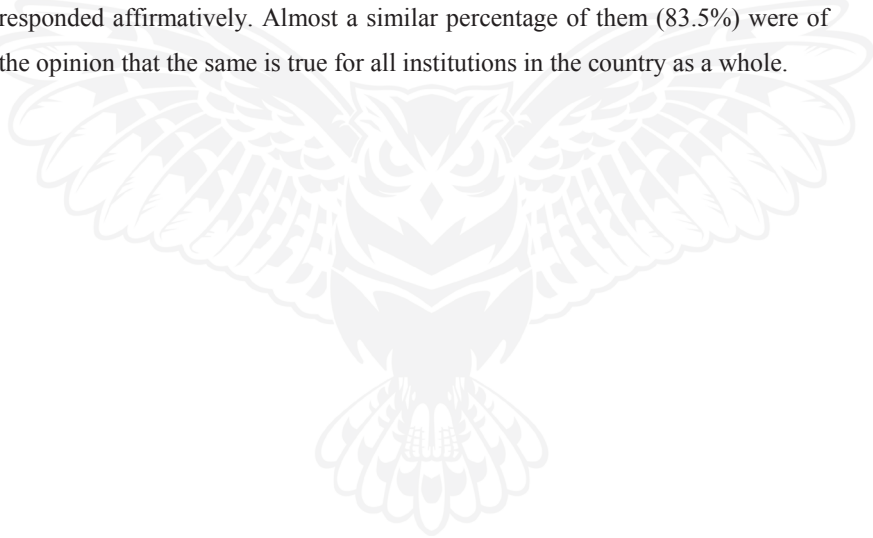 responded affirmatively. Almost a similar percentage of them (83.5%) were of
the opinion that the same is true for all institutions in the country as a whole.